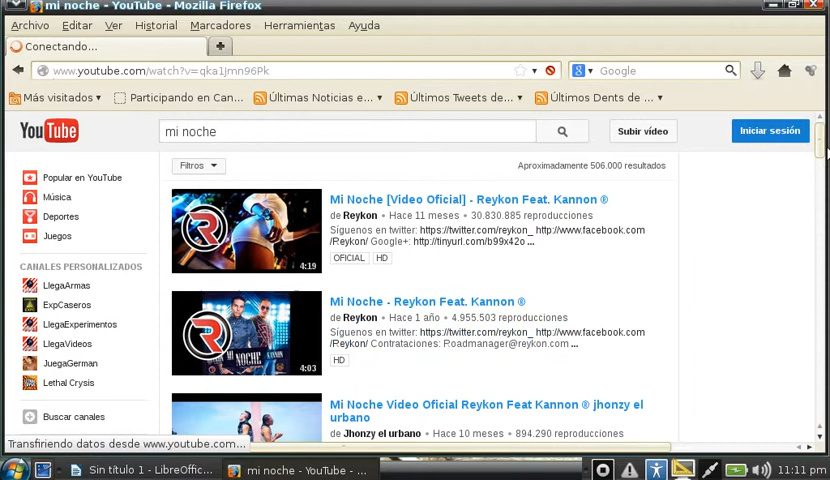 mi noche - YouTube - Mozilla Firefox
Archivo Editar Ver Historial Marcadores Herramientas Ayuda
Conectando...
www.youtube.com/watch?v=qka1Jmn96Pk
Google
Más visitados Participando en Can... Últimas Noticias e... Últimos Tweets de... Últimos Dents de ...
YouTube mi noche Subir vídeo Iniciar sesión
Filtros Aproximadamente 506.000 resultados
Popular en YouTube
Música
Deportes
Juegos
CANALES PERSONALIZADOS
LlegaArmas
ExpCaseros
LlegaExperimentos
LlegaVideos
JuegaGerman
Lethal Crysis
Buscar canales
4:19
Mi Noche [Video Oficial] - Reykon Feat. Kannon ®
de Reykon • Hace 11 meses • 30.830.885 reproducciones
Síguenos en twitter: https://twitter.com/reykon_ http://www.facebook.com
/Reykon/ Google+: http://tinyurl.com/b99x42o ...
OFICIAL HD
MI NOCHE KANNON
4:03
Mi Noche - Reykon Feat. Kannon ®
de Reykon • Hace 1 año • 4.955.503 reproducciones
Síguenos en twitter: https://twitter.com/reykon_ http://www.facebook.com
/Reykon/ Contrataciones: Roadmanager@reykon.com ...
HD
Mi Noche Video Oficial Reykon Feat Kannon ® jhonzy el
urbano
de Jhonzy el urbano • Hace 10 meses • 894.290 reproducciones
Transfiriendo datos desde www.youtube.com...
Sin título 1 - LibreOffic... mi noche - YouTube - ... 11:11 pm